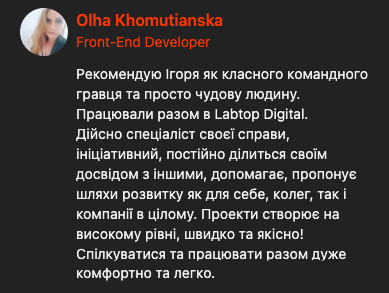 Olha Khomutianska
Front-End Developer
Рекомендую Ігоря як класного командного
гравця та просто чудову людину.
Працювали разом в Labtop Digital.
Дійсно спеціаліст своєї справи,
ініціативний, постійно ділиться своїм
досвідом з іншими, допомагає, пропонує
шляхи розвитку як для себе, колег, так і
компанії в цілому. Проекти створює на
високому рівні, швидко та якісно!
Спілкуватися та працювати разом дуже
комфортно та легко.